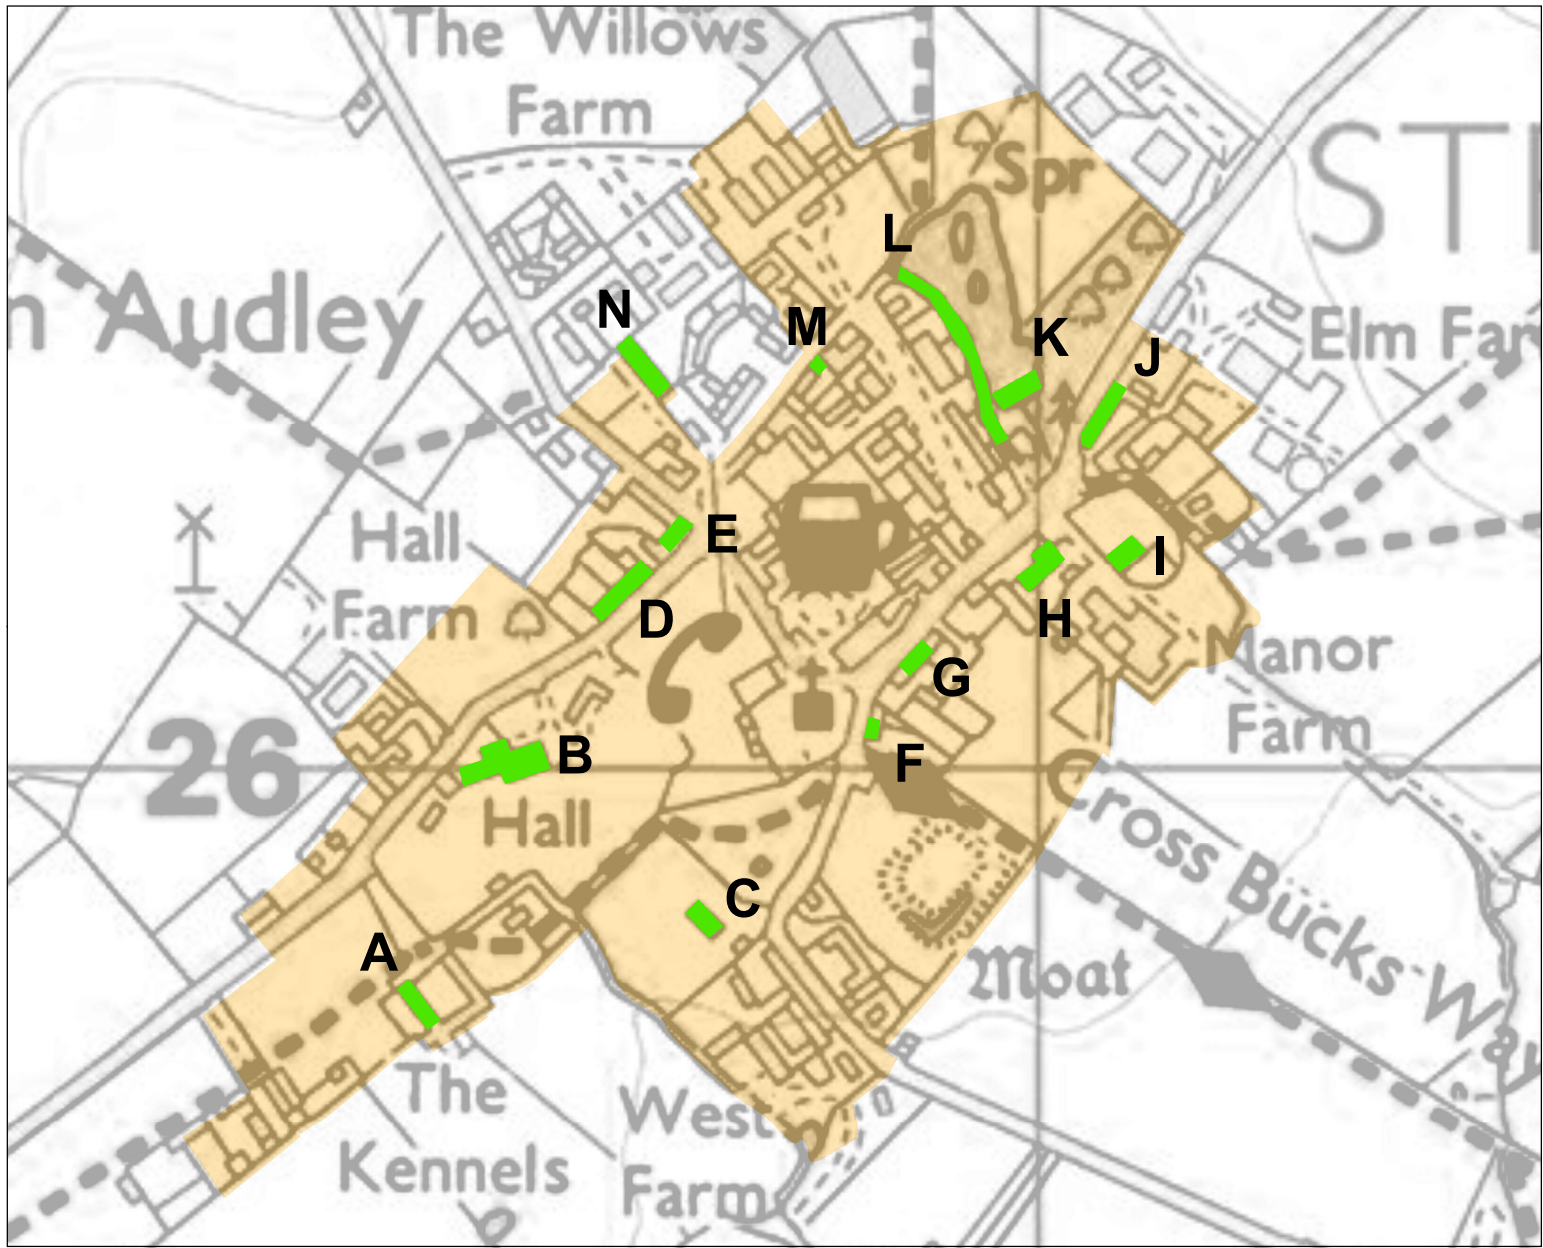 The Willows
Farm
Spr
STE
L
n Audley
N
M
K
J
Elm Far
Hall
Farm
E
I
D
H
G
Manor
Farm
26
B
F
Hall
Cross Bucks Way
C
A
Moat
The
Kennels
West
Farm